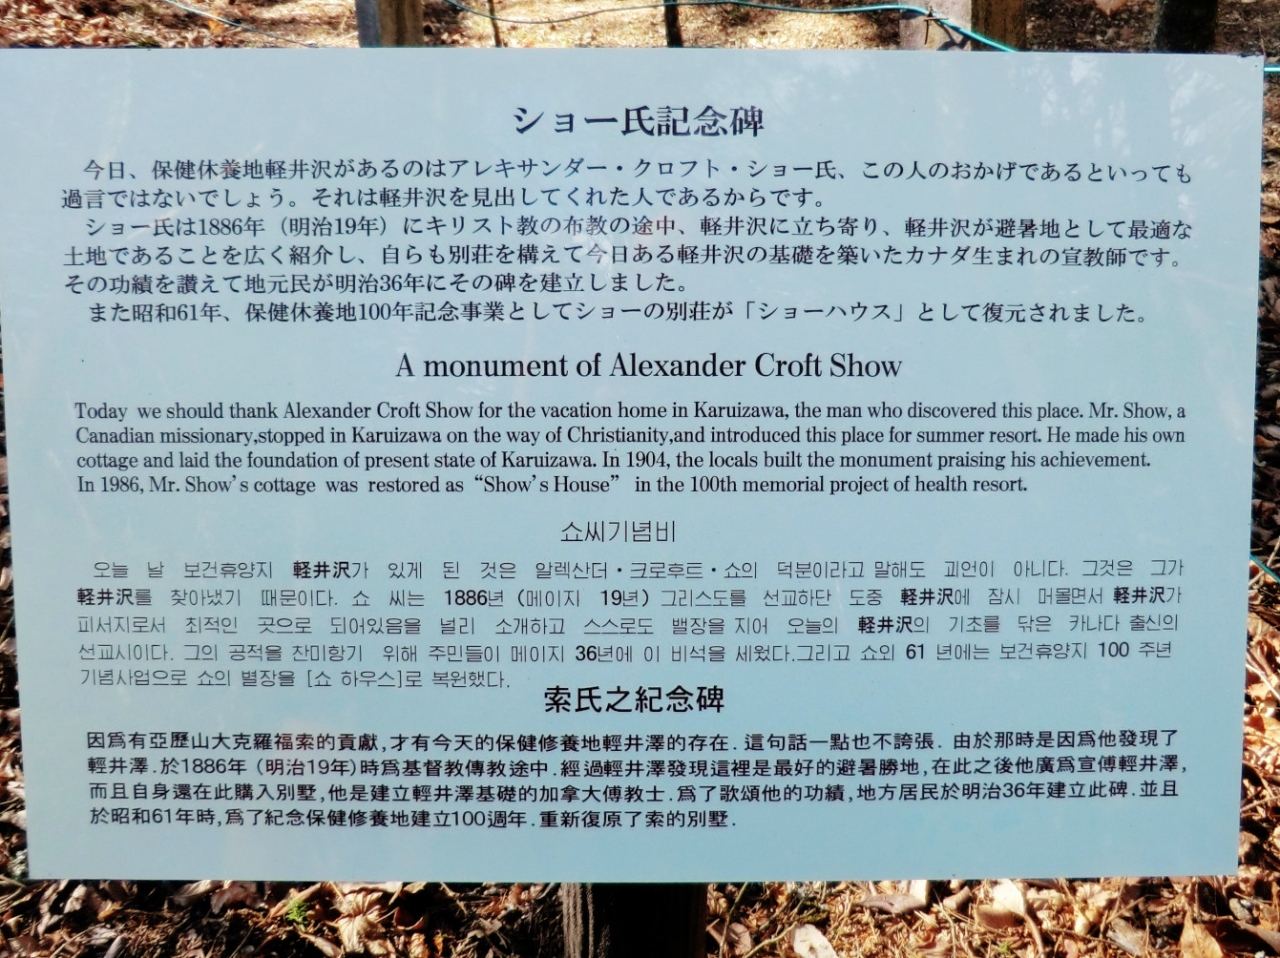 ショー氏記念碑
今日、保健休養地軽井沢があるのはアレキサンダー・クロフト・ショー氏、この人のおかげであるといっても
過言ではないでしょう。それは軽井沢を見出してくれた人であるからです。
ショー氏は1886年（明治19年）にキリスト教の布教の途中、軽井沢に立ち寄り、軽井沢が避暑地として最適な
土地であることを広く紹介し、自らも別荘を構えて今日ある軽井沢の基礎を築いたカナダ生まれの宣教師です。
その功績を讃えて地元民が明治36年にその碑を建立しました。
また昭和61年、保健休養地100年記念事業としてショーの別荘が「ショーハウス」として復元されました。
A monument of Alexander Croft Show
Today we should thank Alexander Croft Show for the vacation home in Karuizawa, the man who discovered this place. Mr. Show, a
Canadian missionary,stopped in Karuizawa on the way of Christianity,and introduced this place for summer resort. He made his own
cottage and laid the foundation of present state of Karuizawa. In 1904, the locals built the monument praising his achievement.
In 1986, Mr. Show's cottage was restored as “Show's House” in the 100th memorial project of health resort.
쇼씨기념비
오늘 날 보건휴양지 軽井沢가 있게 된 것은 알렉산더・크로후트・쇼의 덕분이라고 말해도 괴언이 아니다. 그것은 그가
軽井沢를 찾아냈기 때문이다. 쇼 씨는 1886년 (메이지 19년) 그리스도를 선교하단 도중 軽井沢에 잠시 머물면서 軽井沢가
피서지로서 최적인 곳으로 되어있음을 널리 소개하고 스스로도 밸장을 지어 오늘의 軽井沢의 기초를 닦은 카나다 출신의
선교시이다. 그의 공적을 찬미항기 위해 주민들이 메이지 36년에 이 비석을 세웠다.그리고 쇼외 61 년에는 보건휴양지 100 주년
기념사업으로 쇼의 별장을 [쇼 하우스]로 복원했다.
索氏之紀念碑
因爲有亞歷山大克羅福索的貢獻,才有今天的保健修養地輕井澤的存在. 這句話一點也不誇張. 由於那時是因爲他發現了
輕井澤.於1886年 (明治19年)時爲基督教傳教途中.經過輕井澤發現這裡是最好的避暑勝地,在此之後他廣爲宣傳輕井澤,
而且自身還在此購入別墅,他是建立輕井澤基礎的加拿大傳教士.爲了歌頌他的功績,地方居民於明治36年建立此碑.並且
於昭和61年時,爲了紀念保健修養地建立100週年.重新復原了索的別墅.